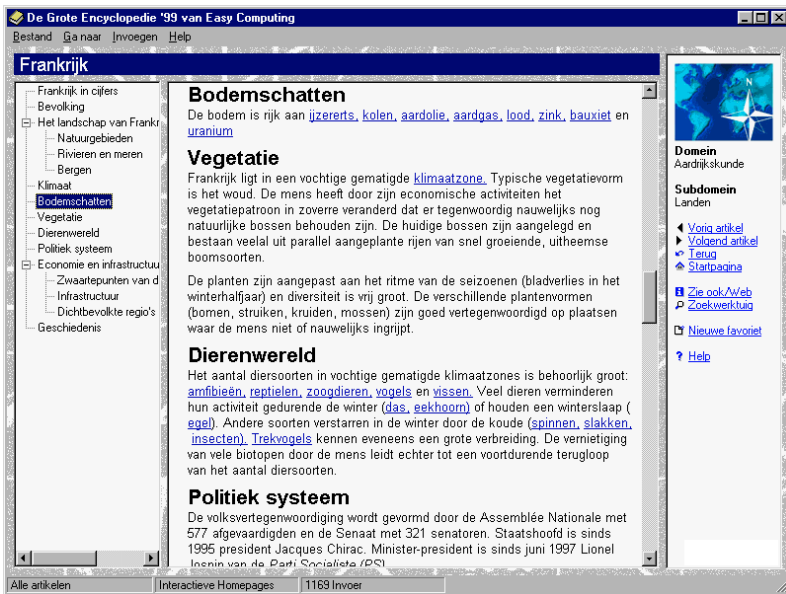 De Grote Encyclopedie '99 van Easy Computing
Bestand Ga naar Invoegen Help
Frankrijk
Frankrijk in cijfers
Bevolking
Het landschap van Frankr
Natuurgebieden
Rivieren en meren
Bergen
Klimaat
Bodemschatten
Vegetatie
Dierenwereld
Politiek systeem
Economie en infrastructuu
Zwaartepunten van d
Infrastructuur
Dichtbevolkte regio's
Geschiedenis
Bodemschatten
De bodem is rijk aan ijzererts, kolen, aardolie, aardgas, lood, zink, bauxiet en
uranium
Vegetatie
Frankrijk ligt in een vochtige gematigde klimaatzone. Typische vegetatievorm
is het woud. De mens heeft door zijn economische activiteiten het
vegetatiepatroon in zoverre veranderd dat er tegenwoordig nauwelijks nog
natuurlijke bossen behouden zijn. De huidige bossen zijn aangelegd en
bestaan veelal uit parallel aangeplante rijen van snel groeiende, uitheemse
boomsoorten.
De planten zijn aangepast aan het ritme van de seizoenen (bladverlies in het
winterhalfjaar) en diversiteit is vrij groot. De verschillende plantenvormen
(bomen, struiken, kruiden, mossen) zijn goed vertegenwoordigd op plaatsen
waar de mens niet of nauwelijks ingrijpt.
Dierenwereld
Het aantal diersoorten in vochtige gematigde klimaatzones is behoorlijk groot:
amfibieën, reptielen, zoogdieren, vogels en vissen. Veel dieren verminderen
hun activiteit gedurende de winter (das, eekhoorn) of houden een winterslaap (
egel). Andere soorten verstarren in de winter door de koude (spinnen, slakken,
insecten). Trekvogels kennen eveneens een grote verbreiding. De vernietiging
van vele biotopen door de mens leidt echter tot een voortdurende terugloop
van het aantal diersoorten.
Politiek systeem
De volksvertegenwoordiging wordt gevormd door de Assemblée Nationale met
577 afgevaardigden en de Senaat met 321 senatoren. Staatshoofd is sinds
1995 president Jacques Chirac. Minister-president is sinds juni 1997 Lionel
Jospin van de Parti Socialiste (PS)
N
Domein
Aardrijkskunde
Subdomein
Landen
Vorig artikel
Volgend artikel
Terug
Startpagina
Zie ook/Web
Zoekwerktuig
Nieuwe favoriet
Help
Alle artikelen Interactieve Homepages 1169 Invoer